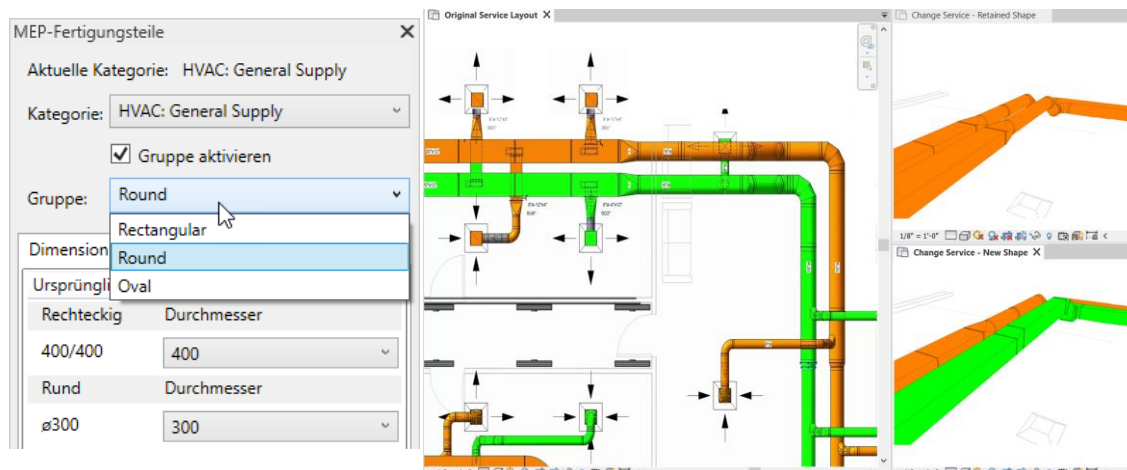 MEP-Fertigungsteile
Aktuelle Kategorie: HVAC: General Supply
Kategorie: HVAC: General Supply
Gruppe aktivieren
Gruppe: Round
Rectangular
Round
Oval
Dimension
Ursprüngli
Rechteckig Durchmesser
400/400 400
Rund Durchmesser
ø300 300
Original Service Layout X
Change Service - Retained Shape
1/8" = 1'-0"
Change Service - New Shape X